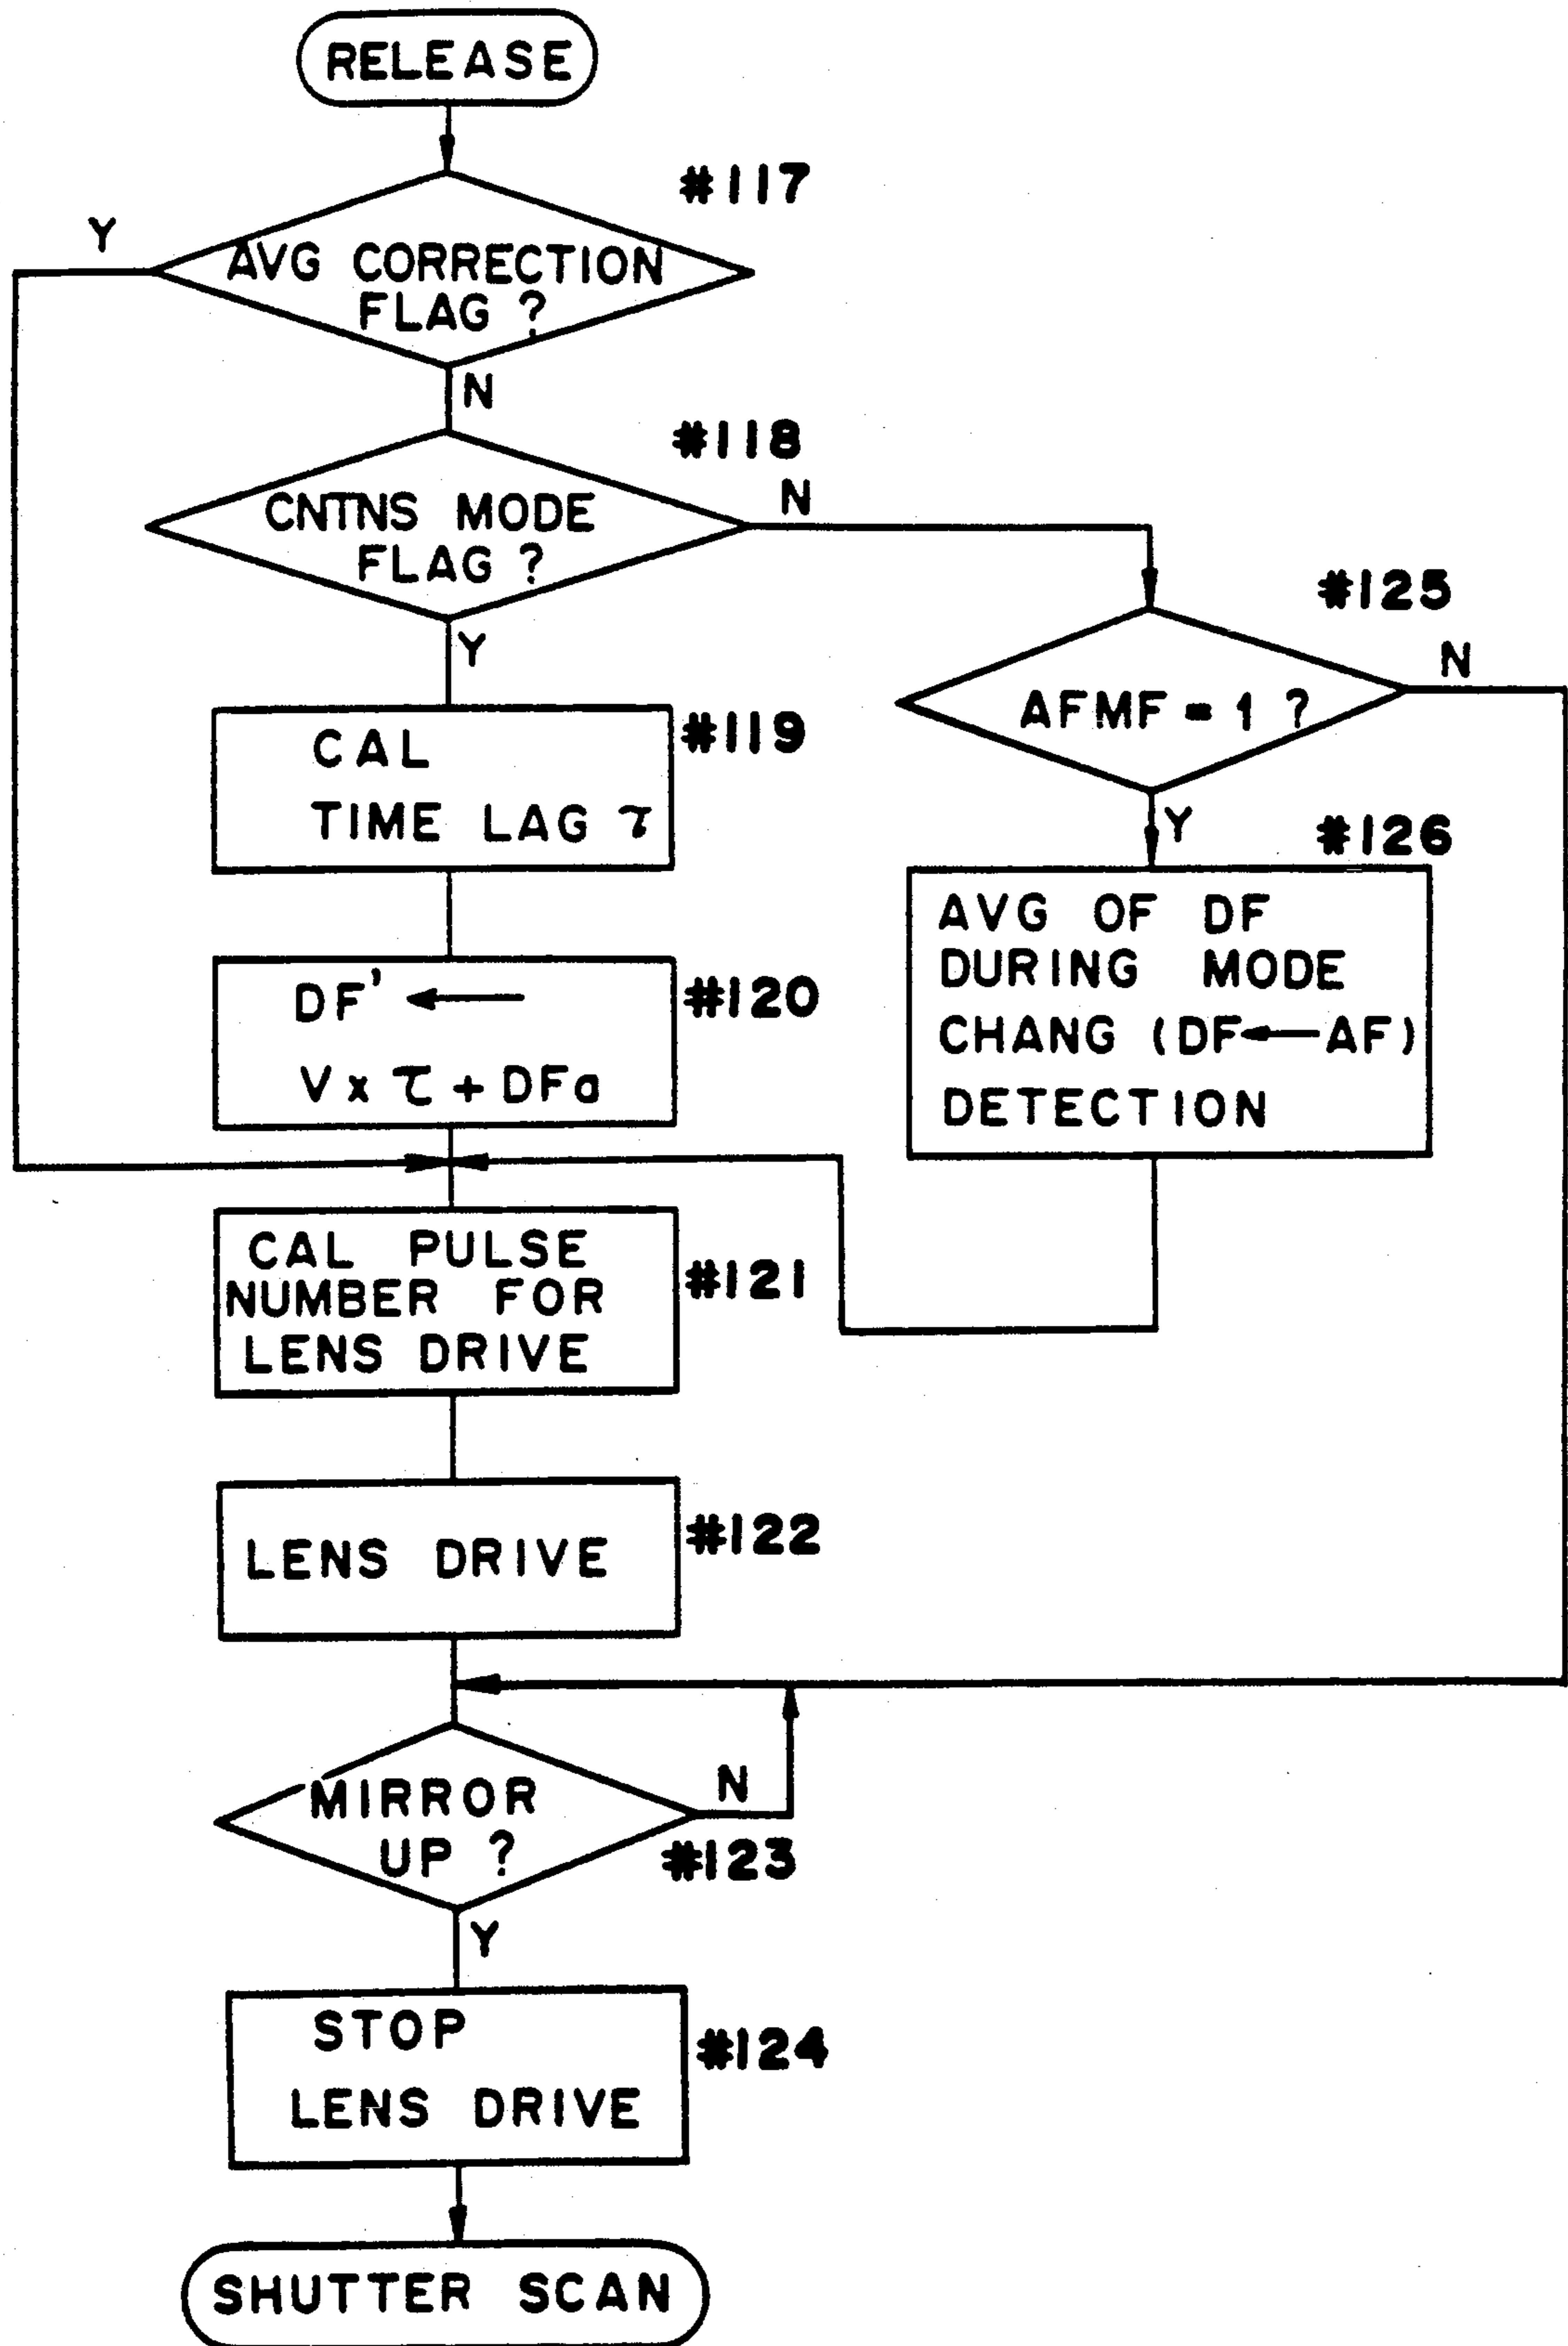 RELEASE
#117
Y
AVG CORRECTION
FLAG ?
N
#118
CNTNS MODE
FLAG ?
N
Y
#125
AFMF = 1 ?
N
Y
#119
CAL
TIME LAG τ
#126
AVG OF DF
DURING MODE
CHANG (DF←AF)
DETECTION
#120
DF' ←
V x τ + DFa
#121
CAL PULSE
NUMBER FOR
LENS DRIVE
#122
LENS DRIVE
MIRROR
UP ?
N
#123
Y
STOP
LENS DRIVE
#124
SHUTTER SCAN